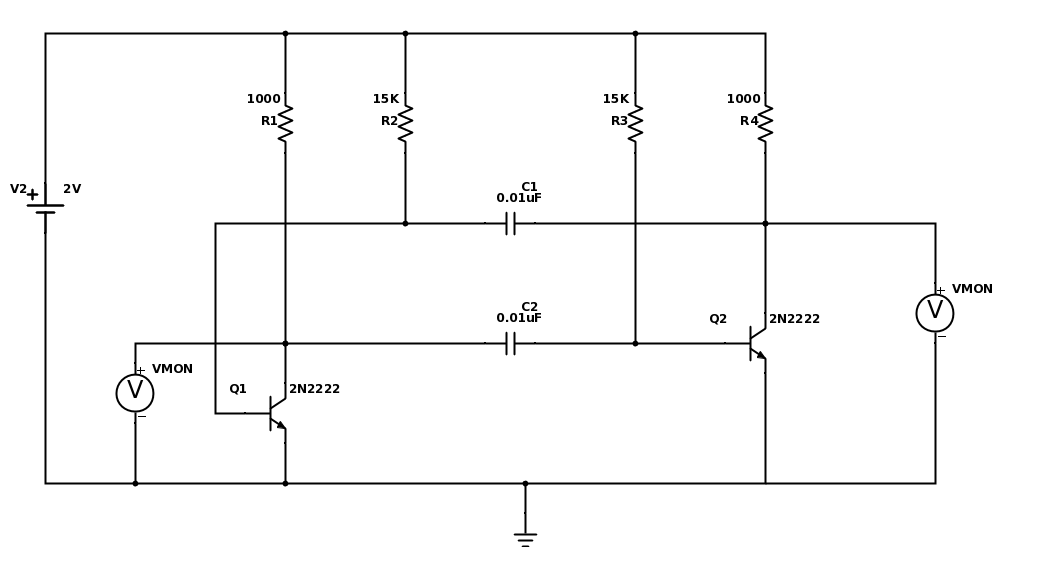 1000
R1
15K
R2
15K
R3
1000
R4
V2
+
2V
C1
0.01uF
+
VMON
V
−
C2
0.01uF
Q2
2N2222
+
VMON
V
−
Q1
2N2222